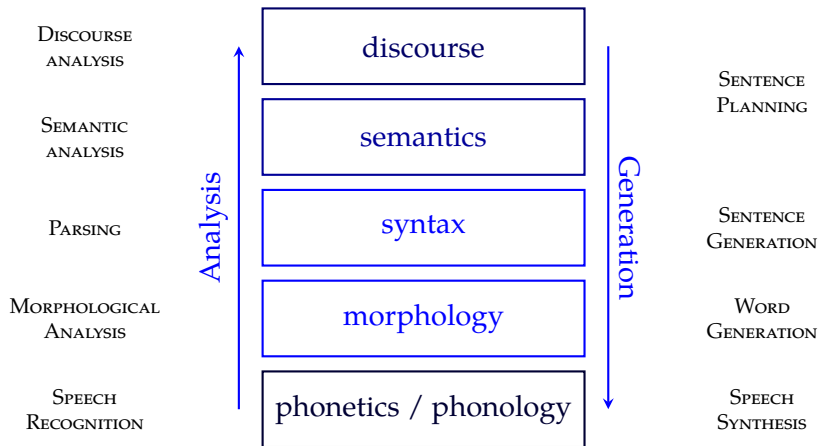 DISCOURSE
ANALYSIS
discourse
SENTENCE
PLANNING
SEMANTIC
ANALYSIS
semantics
Analysis
Generation
PARSING
syntax
SENTENCE
GENERATION
MORPHOLOGICAL
ANALYSIS
morphology
WORD
GENERATION
SPEECH
RECOGNITION
phonetics / phonology
SPEECH
SYNTHESIS